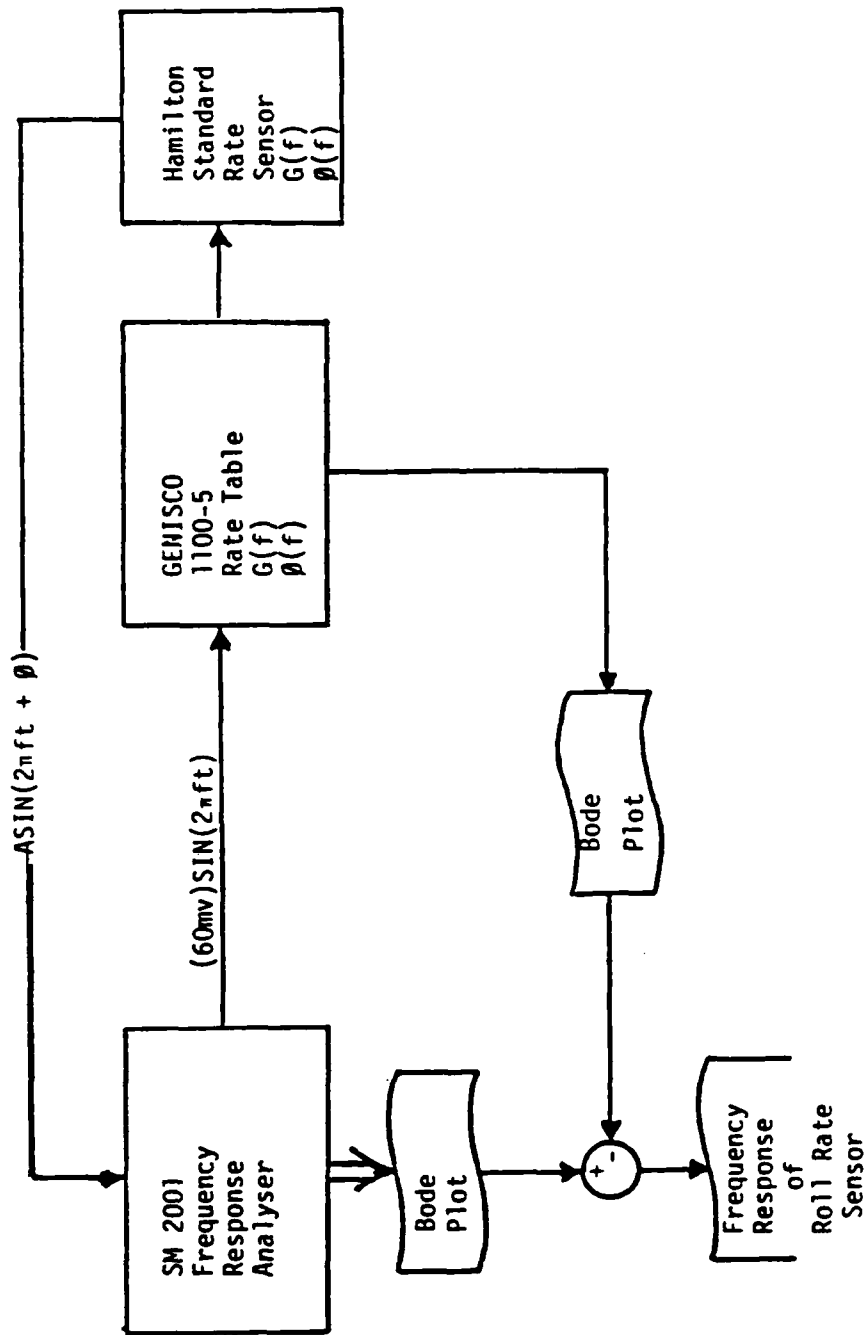 ASIN(2πft + Ø)
SM 2001
Frequency
Response
Analyser
(60mv)SIN(2πft)
GENISCO
1100-5
Rate Table
G(f)
Ø(f)
Hamilton
Standard
Rate
Sensor
G(f)
Ø(f)
Bode
Plot
Bode
Plot
+
-
Frequency
Response
of
Roll Rate
Sensor